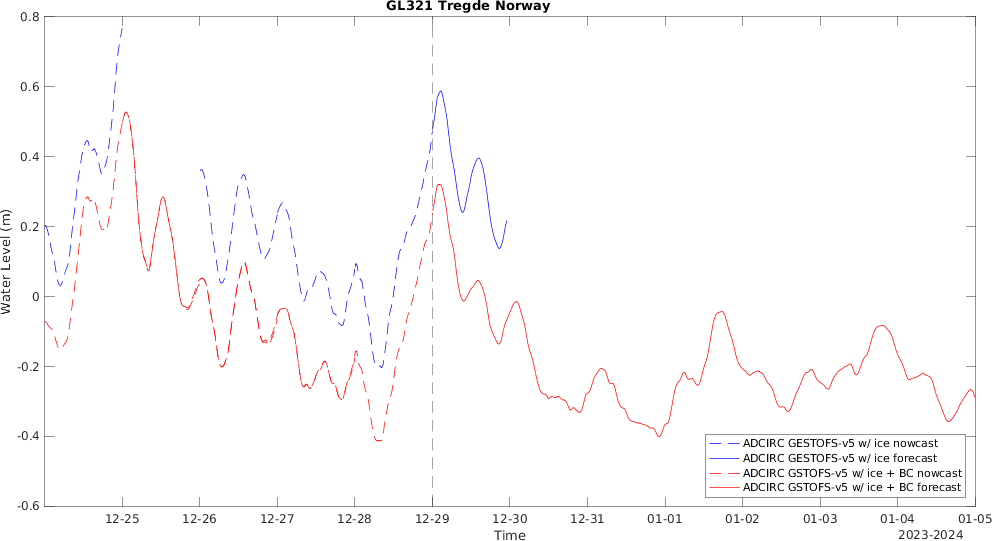 GL321 Tregde Norway
0.8
0.6
0.4
0.2
0
-0.2
-0.4
-0.6
Water Level (m)
12-25 12-26 12-27 12-28 12-29 12-30 12-31 01-01 01-02 01-03 01-04 01-05
Time
2023-2024
ADCIRC GESTOFS-v5 w/ ice nowcast
ADCIRC GESTOFS-v5 w/ ice forecast
ADCIRC GSTOFS-v5 w/ ice + BC nowcast
ADCIRC GSTOFS-v5 w/ ice + BC forecast